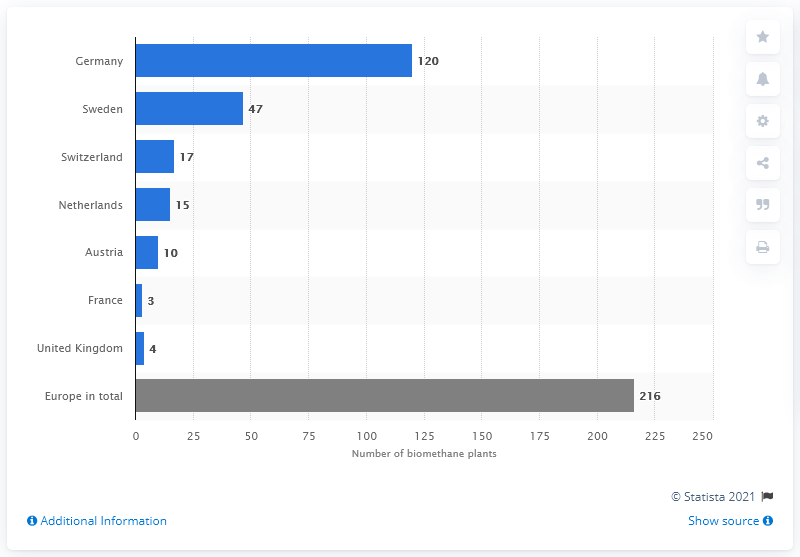 Germany 120
Sweden 47
Switzerland 17
Netherlands 15
Austria 10
France 3
United Kingdom 4
Europe in total 216
0 25 50 75 100 125 150 175 200 225 250
Number of biomethane plants
© Statista 2021
Additional Information Show source